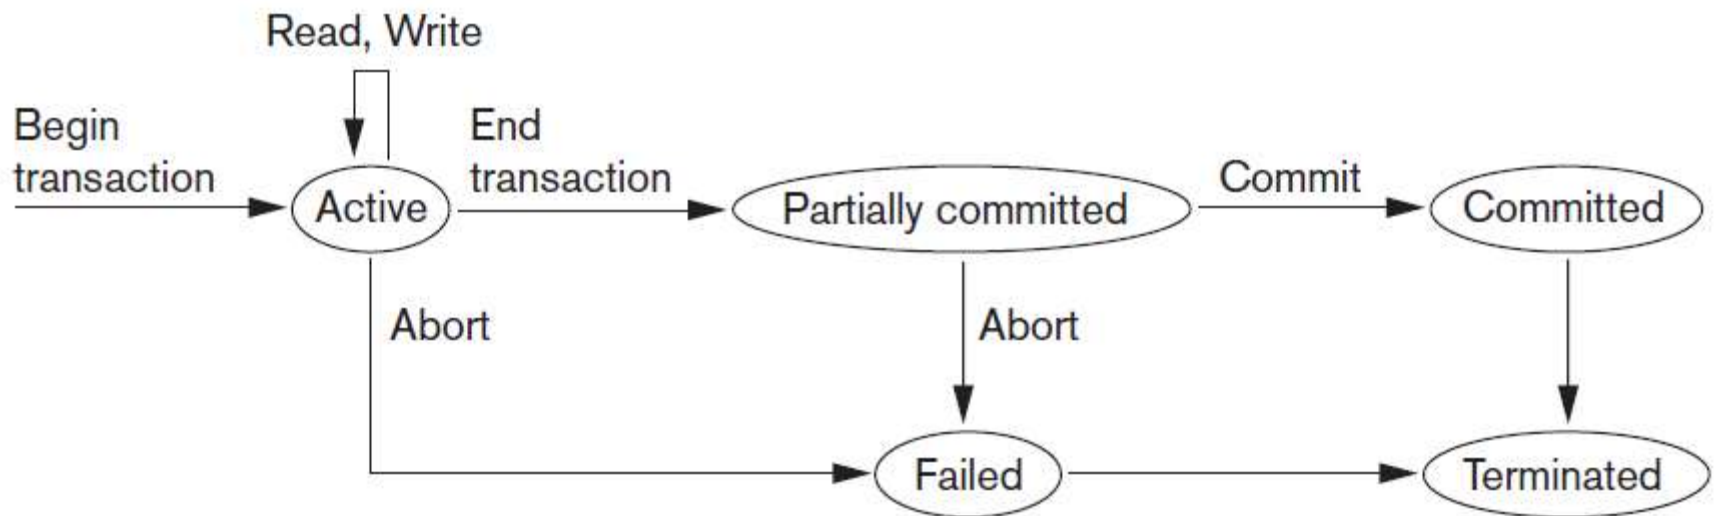 Read, Write
Begin
transaction
End
transaction
Active
Partially committed
Commit
Committed
Abort
Abort
Failed
Terminated